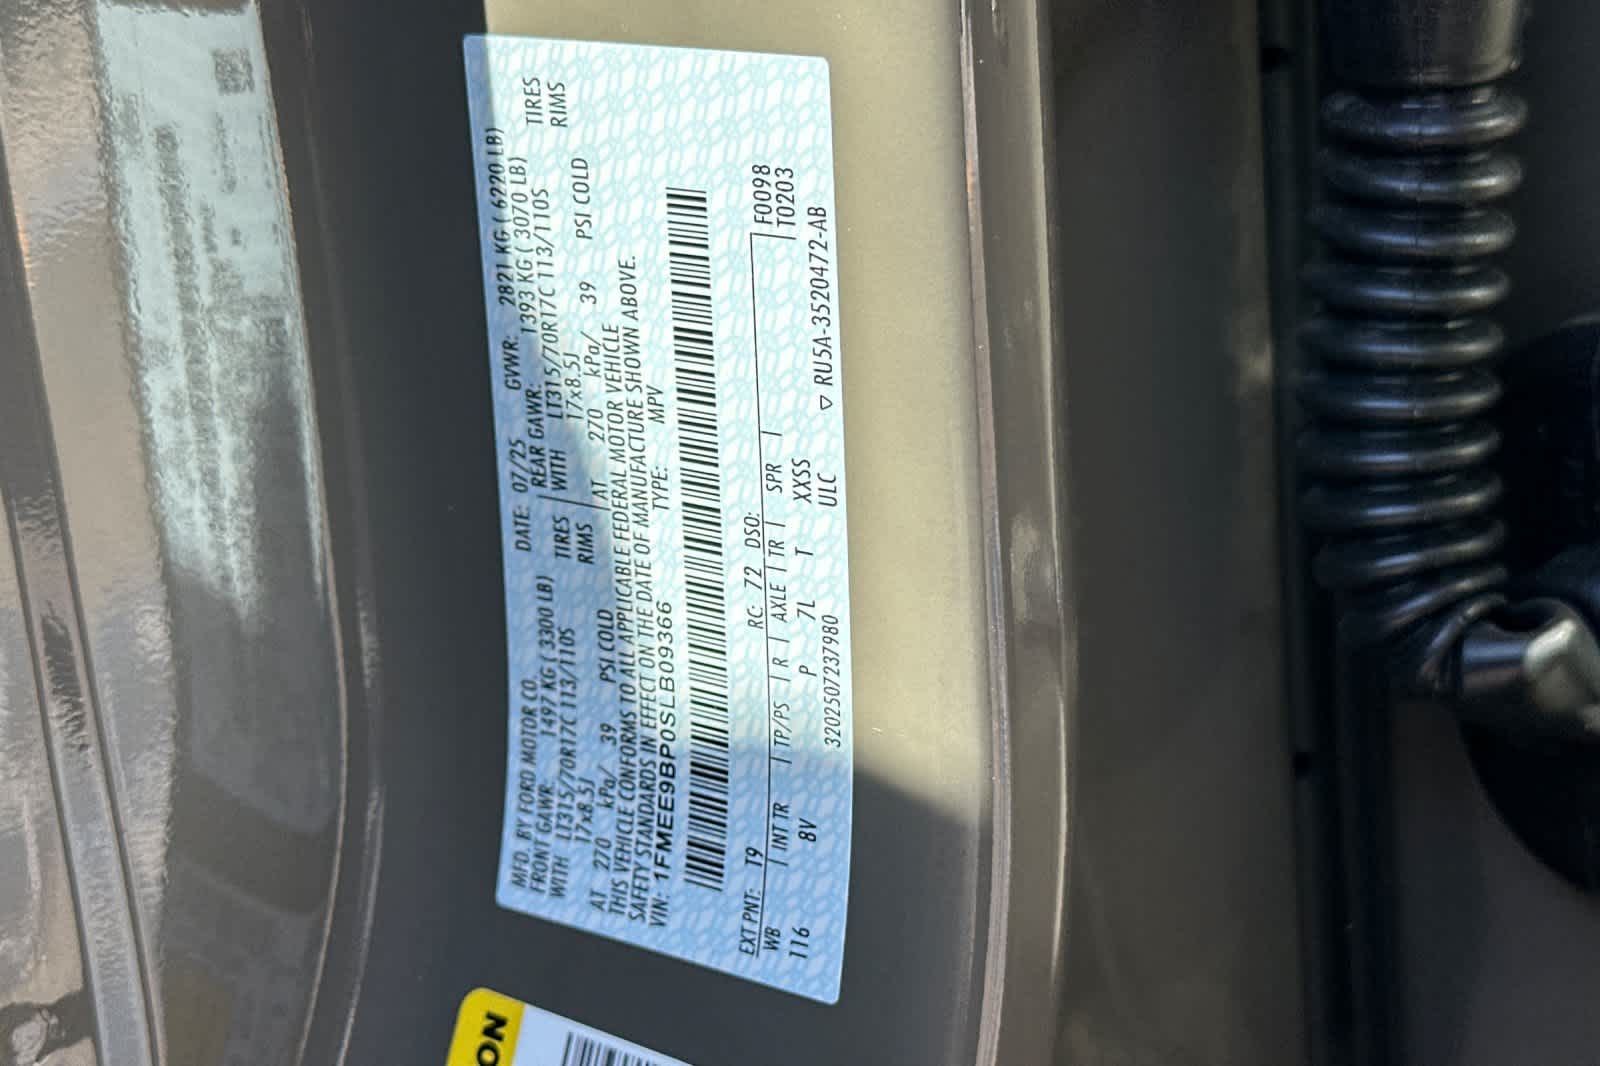 MFD. BY FORD MOTOR CO.
DATE: 07/25 GVWR: 2821 KG ( 6220 LB)
FRONT GAWR: 1497 KG ( 3300 LB) REAR GAWR: 1393 KG ( 3070 LB)
WITH LT315/70R17C 113/110S TIRES WITH LT315/70R17C 113/110S TIRES
17x8.5J RIMS 17x8.5J RIMS
AT 270 kPa/ 39 PSI COLD AT 270 kPa/ 39 PSI COLD
THIS VEHICLE CONFORMS TO ALL APPLICABLE FEDERAL MOTOR VEHICLE
SAFETY STANDARDS IN EFFECT ON THE DATE OF MANUFACTURE SHOWN ABOVE.
VIN: 1FMEE9BP0SLB09366 TYPE: MPV
EXT PNT: T9 RC: 72 DSO: F0098
WB INT TR TP/PS R AXLE TR SPR T0203
116 8V P 7L T XXSS
3202507237980 ULC ▽ RU5A-3520472-AB
ON